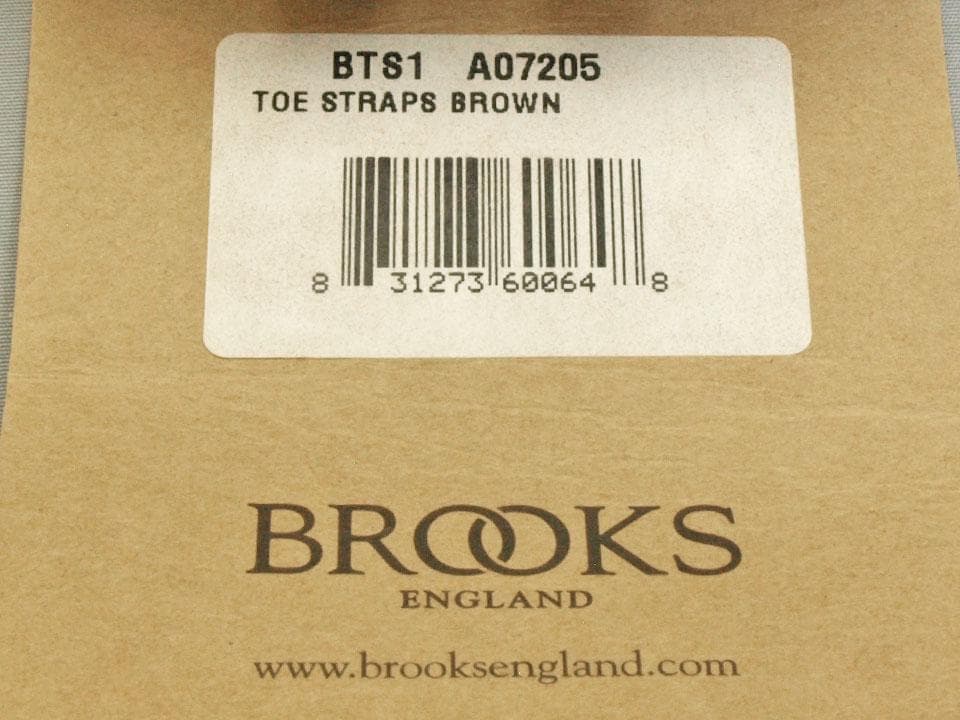 BTS1 A07205
TOE STRAPS BROWN
8 31273 60064 8
BROOKS
ENGLAND
www.brooksengland.com